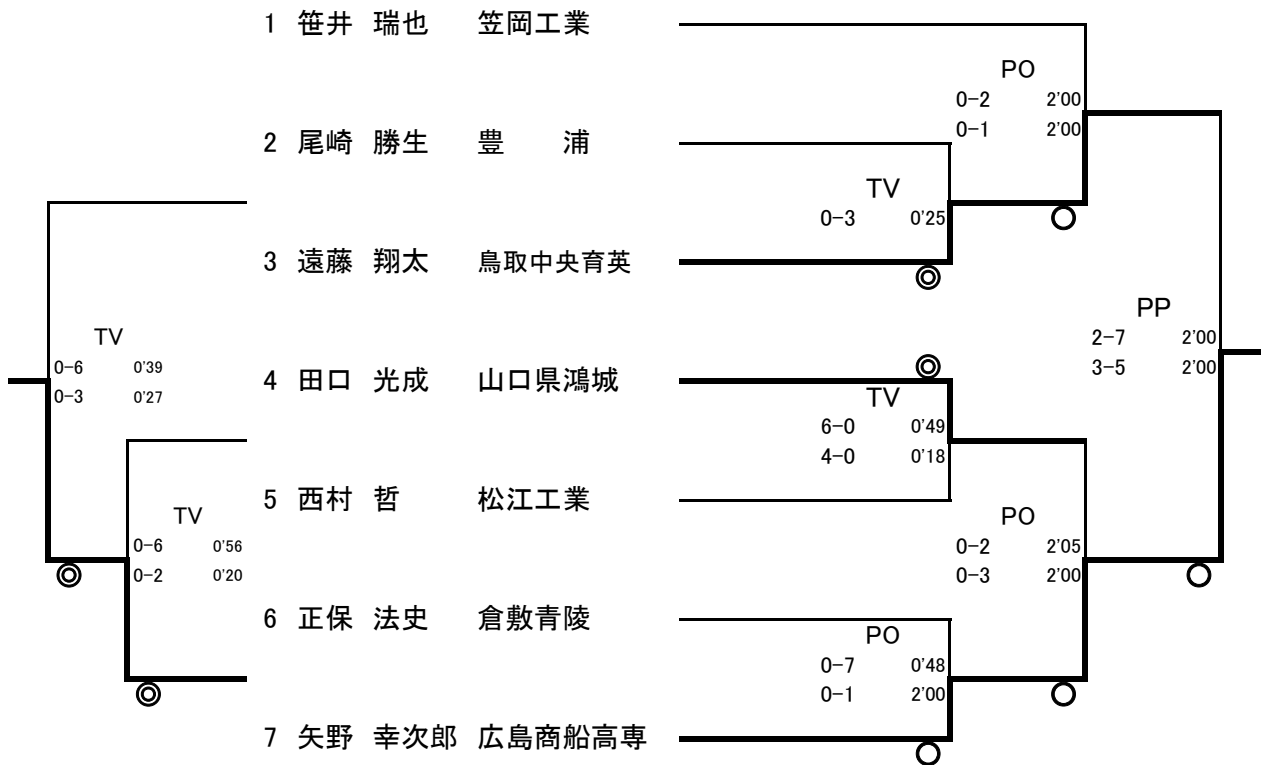 1 笹井 瑞也 笠岡工業
PO
0-2 2'00
0-1 2'00
2 尾崎 勝生 豊 浦
TV
0-3 0'25
3 遠藤 翔太 鳥取中央育英
PP
2-7 2'00
3-5 2'00
TV
0-6 0'39
0-3 0'27
4 田口 光成 山口県鴻城
TV
6-0 0'49
4-0 0'18
5 西村 哲 松江工業
TV
0-6 0'56
0-2 0'20
PO
0-2 2'05
0-3 2'00
6 正保 法史 倉敷青陵
PO
0-7 0'48
0-1 2'00
7 矢野 幸次郎 広島商船高専